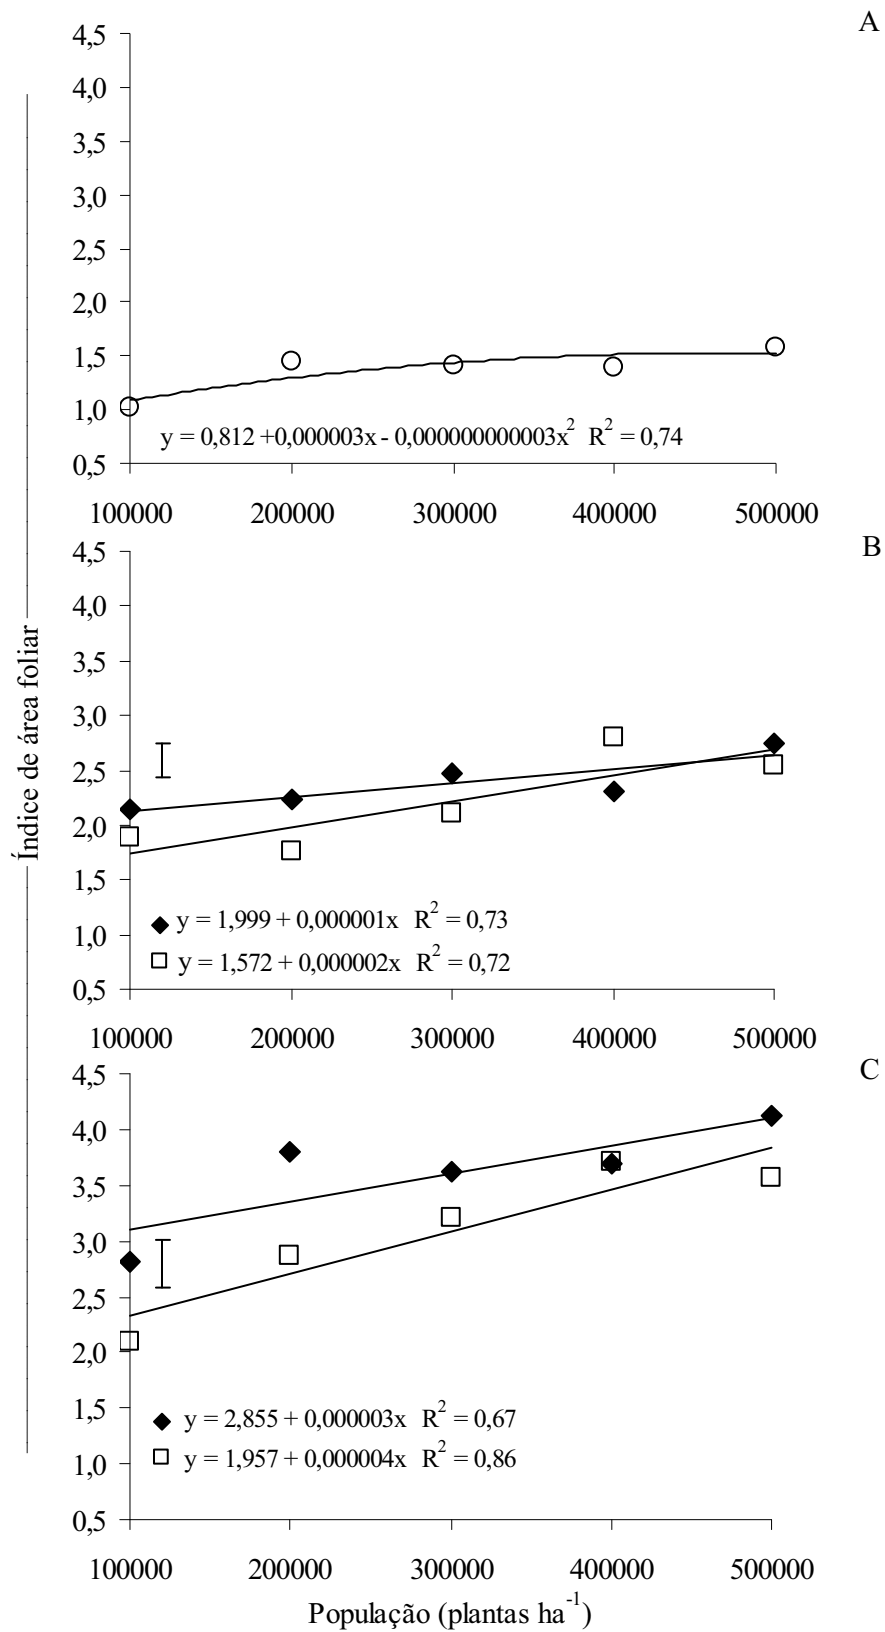 A
4,5
4,0
3,5
3,0
2,5
2,0
1,5
1,0
0,5
y = 0,812 +0,000003x - 0,000000000003x² R² = 0,74
100000 200000 300000 400000 500000
B
4,5
4,0
3,5
3,0
2,5
2,0
1,5
1,0
0,5
y = 1,999 + 0,000001x R² = 0,73
y = 1,572 + 0,000002x R² = 0,72
100000 200000 300000 400000 500000
Índice de área foliar
C
4,5
4,0
3,5
3,0
2,5
2,0
1,5
1,0
0,5
y = 2,855 + 0,000003x R² = 0,67
y = 1,957 + 0,000004x R² = 0,86
100000 200000 300000 400000 500000
População (plantas ha⁻¹)